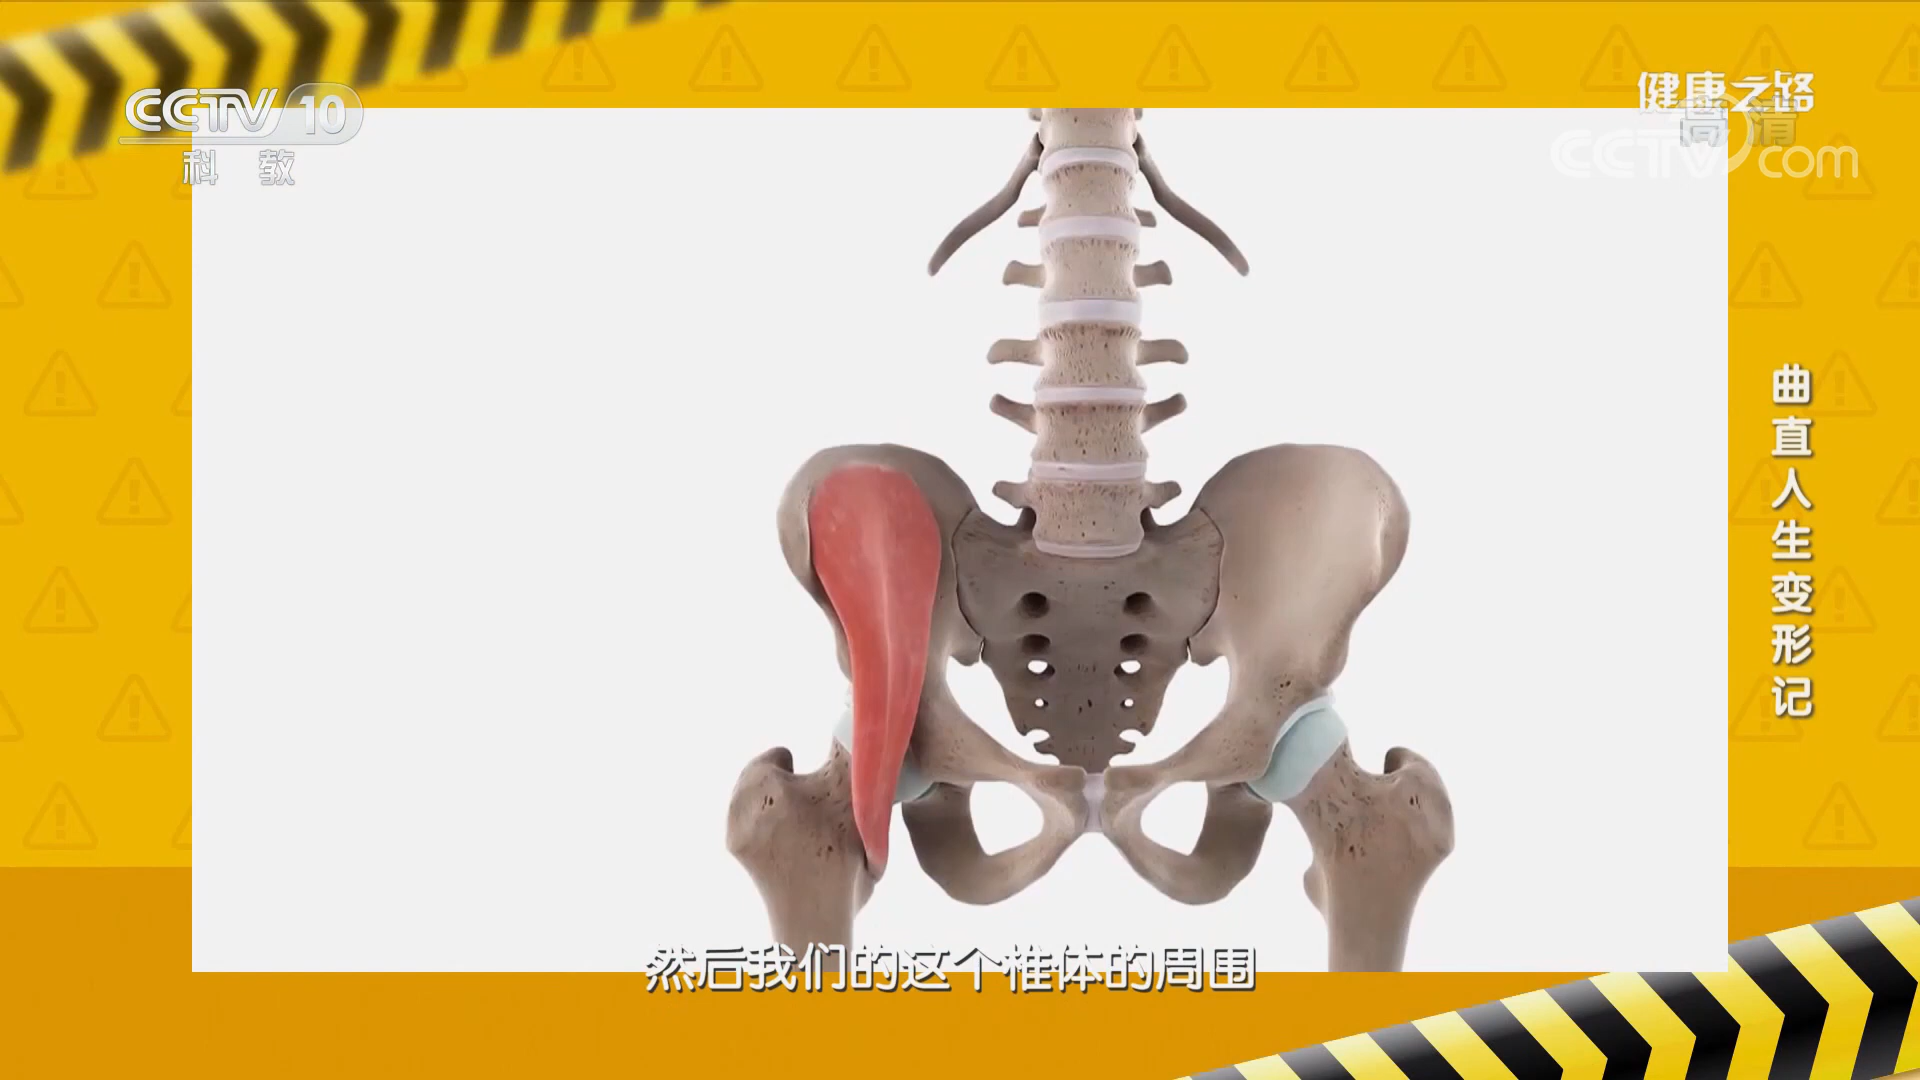 CCTV 10
科 教
健康之路
高清
CCTV.com
曲直人生变形记
然后我们的这个椎体的周围